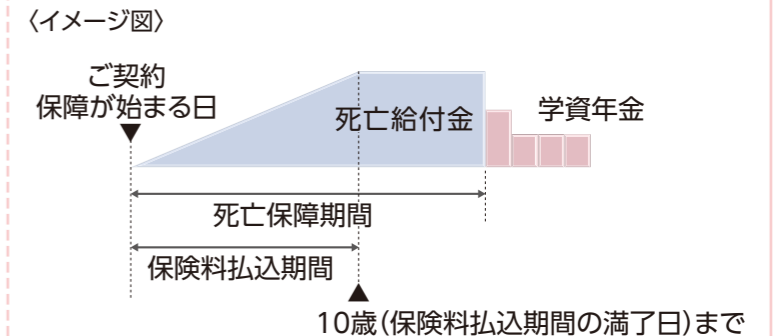 〈イメージ図〉
ご契約
保障が始まる日
▼
死亡給付金
学資年金
死亡保障期間
保険料払込期間
▲
10歳(保険料払込期間の満了日)まで